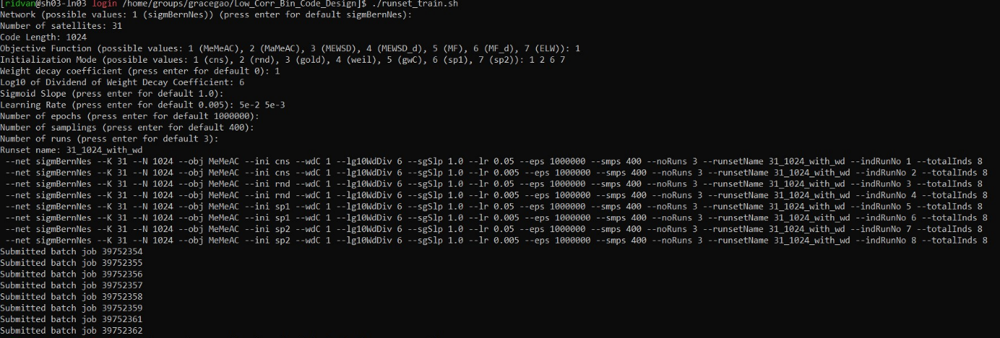 [ridvan@sh03-ln03 login /home/groups/gracegao/Low_Corr_Bin_Code_Design]$ ./runset_train.sh
Network (possible values: 1 (sigmBernNes)) (press enter for default sigmBernNes):
Number of satellites: 31
Code Length: 1024
Objective Function (possible values: 1 (MeMeAC), 2 (MaMeAC), 3 (MEWSD), 4 (MEWSD_d), 5 (MF), 6 (MF_d), 7 (ELW)): 1
Initialization Mode (possible values: 1 (cns), 2 (rnd), 3 (gold), 4 (weil), 5 (gwC), 6 (sp1), 7 (sp2)): 1 2 6 7
Weight decay coefficient (press enter for default 0): 1
Log10 of Dividend of Weight Decay Coefficient: 6
Sigmoid Slope (press enter for default 1.0):
Learning Rate (press enter for default 0.005): 5e-2 5e-3
Number of epochs (press enter for default 1000000):
Number of samplings (press enter for default 400):
Number of runs (press enter for default 3):
Runset name: 31_1024_with_wd
--net sigmBernNes --K 31 --N 1024 --obj MeMeAC --ini cns --wdC 1 --lg10WdDiv 6 --sgSlp 1.0 --lr 0.05 --eps 1000000 --smps 400 --noRuns 3 --runsetName 31_1024_with_wd --indRunNo 1 --totalInds 8
--net sigmBernNes --K 31 --N 1024 --obj MeMeAC --ini cns --wdC 1 --lg10WdDiv 6 --sgSlp 1.0 --lr 0.005 --eps 1000000 --smps 400 --noRuns 3 --runsetName 31_1024_with_wd --indRunNo 2 --totalInds 8
--net sigmBernNes --K 31 --N 1024 --obj MeMeAC --ini rnd --wdC 1 --lg10WdDiv 6 --sgSlp 1.0 --lr 0.05 --eps 1000000 --smps 400 --noRuns 3 --runsetName 31_1024_with_wd --indRunNo 3 --totalInds 8
--net sigmBernNes --K 31 --N 1024 --obj MeMeAC --ini rnd --wdC 1 --lg10WdDiv 6 --sgSlp 1.0 --lr 0.005 --eps 1000000 --smps 400 --noRuns 3 --runsetName 31_1024_with_wd --indRunNo 4 --totalInds 8
--net sigmBernNes --K 31 --N 1024 --obj MeMeAC --ini sp1 --wdC 1 --lg10WdDiv 6 --sgSlp 1.0 --lr 0.05 --eps 1000000 --smps 400 --noRuns 3 --runsetName 31_1024_with_wd --indRunNo 5 --totalInds 8
--net sigmBernNes --K 31 --N 1024 --obj MeMeAC --ini sp1 --wdC 1 --lg10WdDiv 6 --sgSlp 1.0 --lr 0.005 --eps 1000000 --smps 400 --noRuns 3 --runsetName 31_1024_with_wd --indRunNo 6 --totalInds 8
--net sigmBernNes --K 31 --N 1024 --obj MeMeAC --ini sp2 --wdC 1 --lg10WdDiv 6 --sgSlp 1.0 --lr 0.05 --eps 1000000 --smps 400 --noRuns 3 --runsetName 31_1024_with_wd --indRunNo 7 --totalInds 8
--net sigmBernNes --K 31 --N 1024 --obj MeMeAC --ini sp2 --wdC 1 --lg10WdDiv 6 --sgSlp 1.0 --lr 0.005 --eps 1000000 --smps 400 --noRuns 3 --runsetName 31_1024_with_wd --indRunNo 8 --totalInds 8
Submitted batch job 39752354
Submitted batch job 39752355
Submitted batch job 39752356
Submitted batch job 39752357
Submitted batch job 39752358
Submitted batch job 39752359
Submitted batch job 39752361
Submitted batch job 39752362